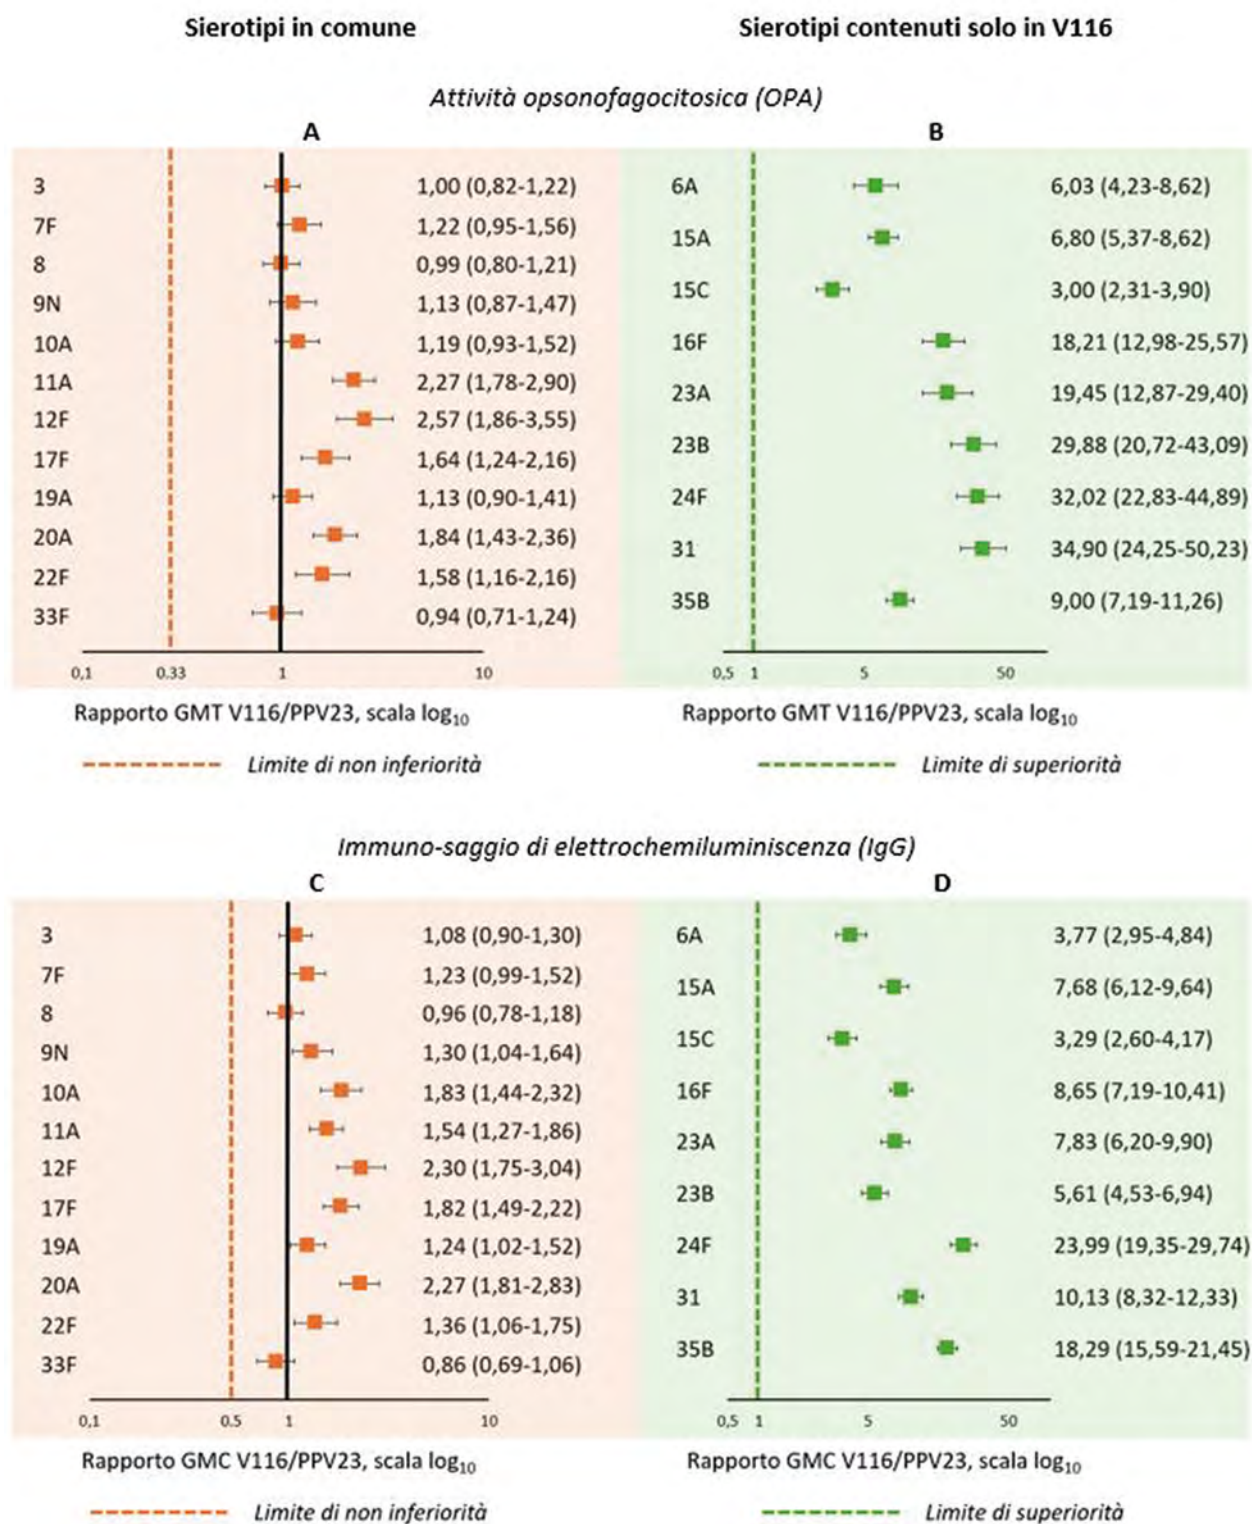 Sierotipi in comune Sierotipi contenuti solo in V116
Attività opsonofagocitosica (OPA)
A
3 1,00 (0,82-1,22)
7F 1,22 (0,95-1,56)
8 0,99 (0,80-1,21)
9N 1,13 (0,87-1,47)
10A 1,19 (0,93-1,52)
11A 2,27 (1,78-2,90)
12F 2,57 (1,86-3,55)
17F 1,64 (1,24-2,16)
19A 1,13 (0,90-1,41)
20A 1,84 (1,43-2,36)
22F 1,58 (1,16-2,16)
33F 0,94 (0,71-1,24)
0,1 0.33 1 10
Rapporto GMT V116/PPV23, scala log10
Limite di non inferiorità
B
6A 6,03 (4,23-8,62)
15A 6,80 (5,37-8,62)
15C 3,00 (2,31-3,90)
16F 18,21 (12,98-25,57)
23A 19,45 (12,87-29,40)
23B 29,88 (20,72-43,09)
24F 32,02 (22,83-44,89)
31 34,90 (24,25-50,23)
35B 9,00 (7,19-11,26)
0,5 1 5 50
Rapporto GMT V116/PPV23, scala log10
Limite di superiorità
Immuno-saggio di elettrochemiluminiscenza (IgG)
C
3 1,08 (0,90-1,30)
7F 1,23 (0,99-1,52)
8 0,96 (0,78-1,18)
9N 1,30 (1,04-1,64)
10A 1,83 (1,44-2,32)
11A 1,54 (1,27-1,86)
12F 2,30 (1,75-3,04)
17F 1,82 (1,49-2,22)
19A 1,24 (1,02-1,52)
20A 2,27 (1,81-2,83)
22F 1,36 (1,06-1,75)
33F 0,86 (0,69-1,06)
0,1 0.5 1 10
Rapporto GMC V116/PPV23, scala log10
Limite di non inferiorità
D
6A 3,77 (2,95-4,84)
15A 7,68 (6,12-9,64)
15C 3,29 (2,60-4,17)
16F 8,65 (7,19-10,41)
23A 7,83 (6,20-9,90)
23B 5,61 (4,53-6,94)
24F 23,99 (19,35-29,74)
31 10,13 (8,32-12,33)
35B 18,29 (15,59-21,45)
0,5 1 5 50
Rapporto GMC V116/PPV23, scala log10
Limite di superiorità